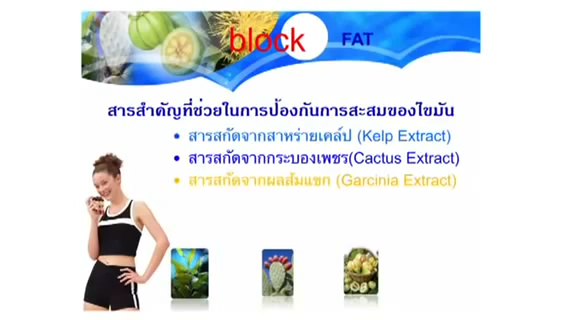 block FAT
สารสำคัญที่ช่วยในการป้องกันการสะสมของไขมัน
• สารสกัดจากสาหร่ายเคล์ป (Kelp Extract)
• สารสกัดจากกระบองเพชร(Cactus Extract)
• สารสกัดจากผลส้มแขก (Garcinia Extract)